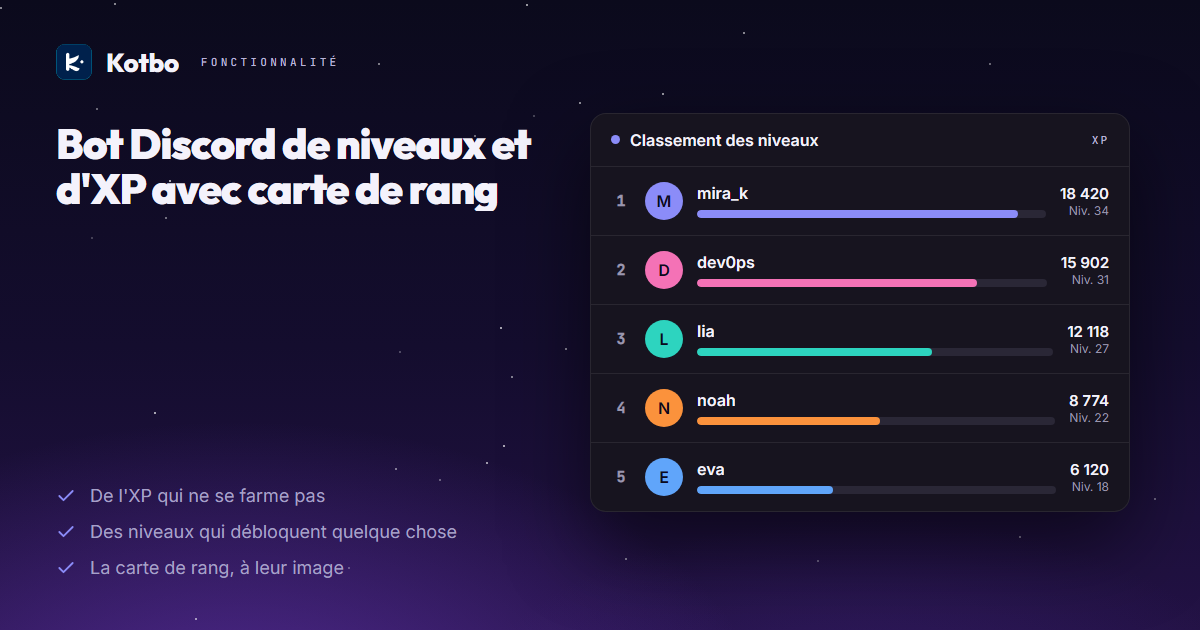 Kotbo
FONCTIONNALITÉ
Bot Discord de niveaux et
d'XP avec carte de rang
De l'XP qui ne se farme pas
Des niveaux qui débloquent quelque chose
La carte de rang, à leur image
Classement des niveaux
XP
1
M
mira_k
18 420
Niv. 34
2
D
dev0ps
15 902
Niv. 31
3
L
lia
12 118
Niv. 27
4
N
noah
8 774
Niv. 22
5
E
eva
6 120
Niv. 18